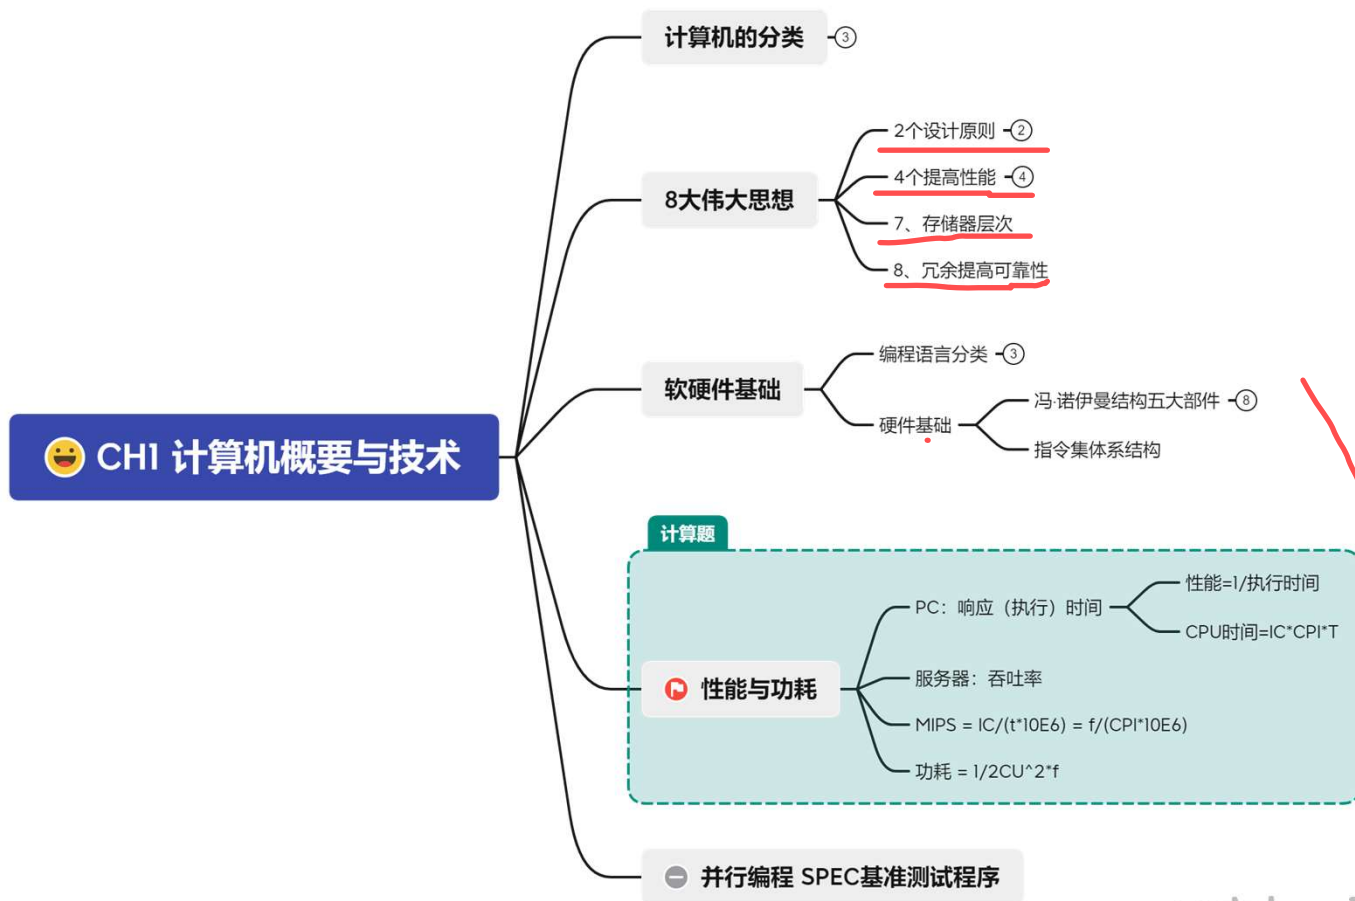 计算机的分类 3
2个设计原则 2
4个提高性能 4
8大伟大思想
7、存储器层次
8、冗余提高可靠性
编程语言分类 3
软硬件基础
冯·诺伊曼结构五大部件 8
硬件基础
指令集体系结构
CH1 计算机概要与技术
计算题
性能=1/执行时间
PC：响应（执行）时间
CPU时间=IC*CPI*T
服务器：吞吐率
性能与功耗
MIPS = IC/(t*10E6) = f/(CPI*10E6)
功耗 = 1/2CU^2*f
并行编程 SPEC基准测试程序